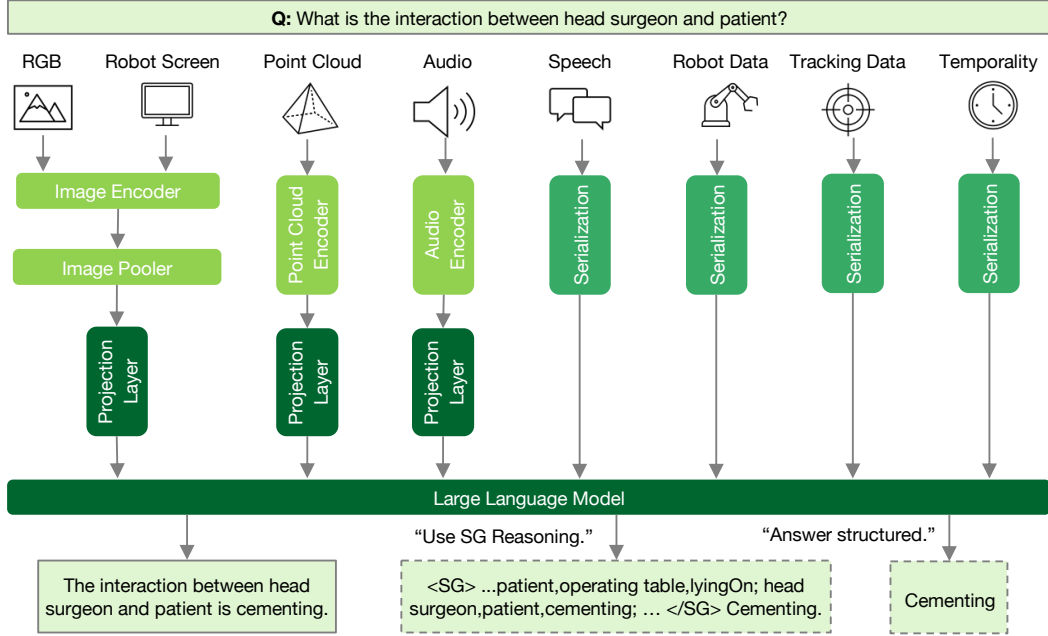 Q: What is the interaction between head surgeon and patient?
RGB
Robot Screen
Point Cloud
Audio
Speech
Robot Data
Tracking Data
Temporality
Image Encoder
Image Pooler
Point Cloud
Encoder
Audio
Encoder
Serialization
Serialization
Serialization
Serialization
Projection
Layer
Projection
Layer
Projection
Layer
Large Language Model
“Use SG Reasoning.”
“Answer structured.”
The interaction between head
surgeon and patient is cementing.
<SG> ...patient,operating table,lyingOn; head
surgeon,patient,cementing; … </SG> Cementing.
Cementing